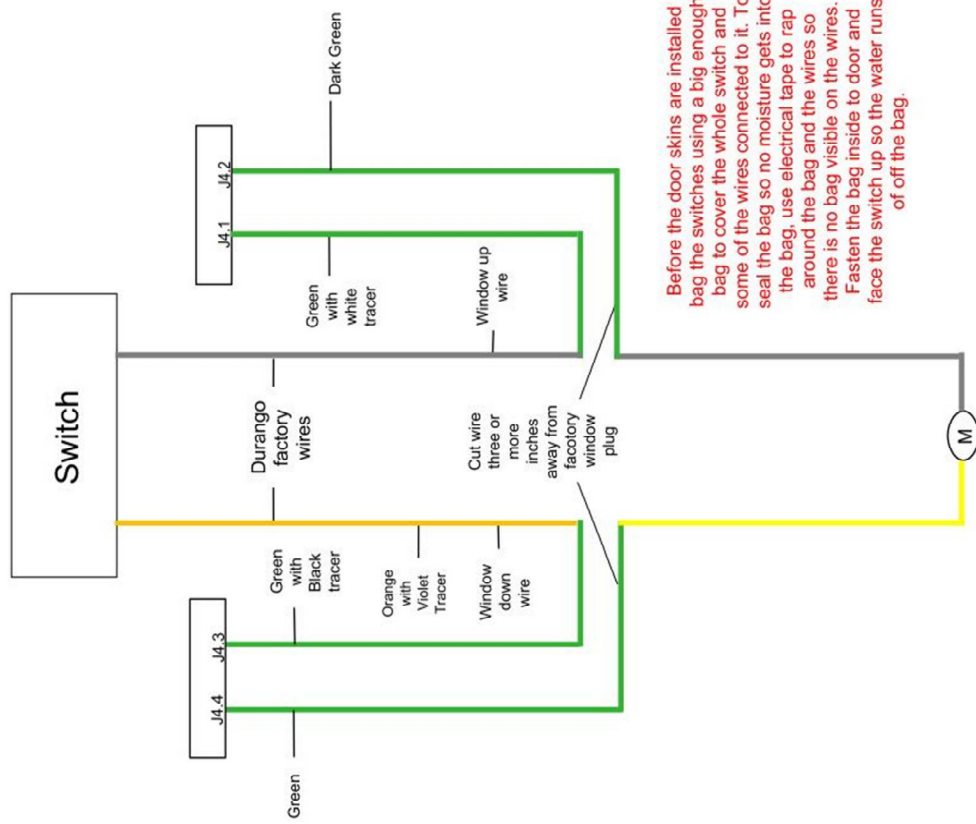 Switch
J4.4
J4.3
J4.1
J4.2
Dark Green
Green
with
Black
tracer
Green
Durango
factory
wires
Green
with
white
tracer
Orange
with
Violet
Tracer
Window
down
wire
Window up
wire
Cut wire
three or
more
inches
away from
facotory
window
plug
M
Before the door skins are installed
bag the switches using a big enough
bag to cover the whole switch and
some of the wires connected to it. To
seal the bag so no moisture gets into
the bag, use electrical tape to rap
around the bag and the wires so
there is no bag visible on the wires.
Fasten the bag inside to door and
face the switch up so the water runs
of off the bag.